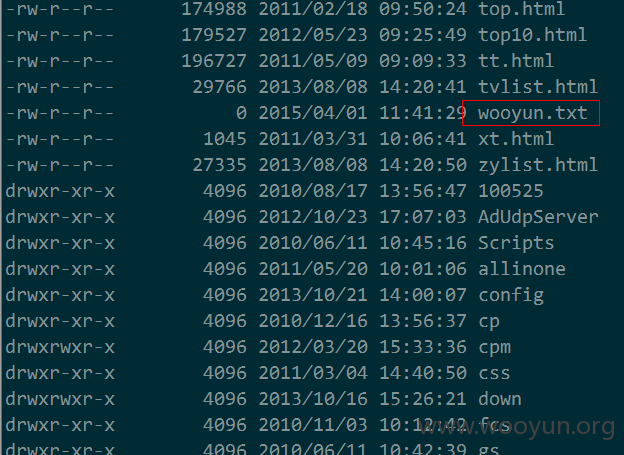 -rw-r--r-- 174988 2011/02/18 09:50:24 top.html
-rw-r--r-- 179527 2012/05/23 09:25:49 top10.html
-rw-r--r-- 196727 2011/05/09 09:09:33 tt.html
-rw-r--r-- 29766 2013/08/08 14:20:41 tvlist.html
-rw-r--r-- 0 2015/04/01 11:41:29 wooyun.txt
-rw-r--r-- 1045 2011/03/31 10:06:41 xt.html
-rw-r--r-- 27335 2013/08/08 14:20:50 zylist.html
drwxr-xr-x 4096 2010/08/17 13:56:47 100525
drwxr-xr-x 4096 2012/10/23 17:07:03 AdUdpServer
drwxr-xr-x 4096 2010/06/11 10:45:16 Scripts
drwxr-xr-x 4096 2011/05/20 10:01:06 allinone
drwxr-xr-x 4096 2013/10/21 14:00:07 config
drwxr-xr-x 4096 2010/12/16 13:56:37 cp
drwxrwxr-x 4096 2012/03/20 15:33:36 cpm
drwxr-xr-x 4096 2011/03/04 14:40:50 css
drwxrwxr-x 4096 2013/10/16 15:26:21 down
drwxr-xr-x 4096 2010/11/03 10:12:42 fcs
www.wooyun.org
drwxr-xr-x 4096 2010/06/11 10:42:39 gs